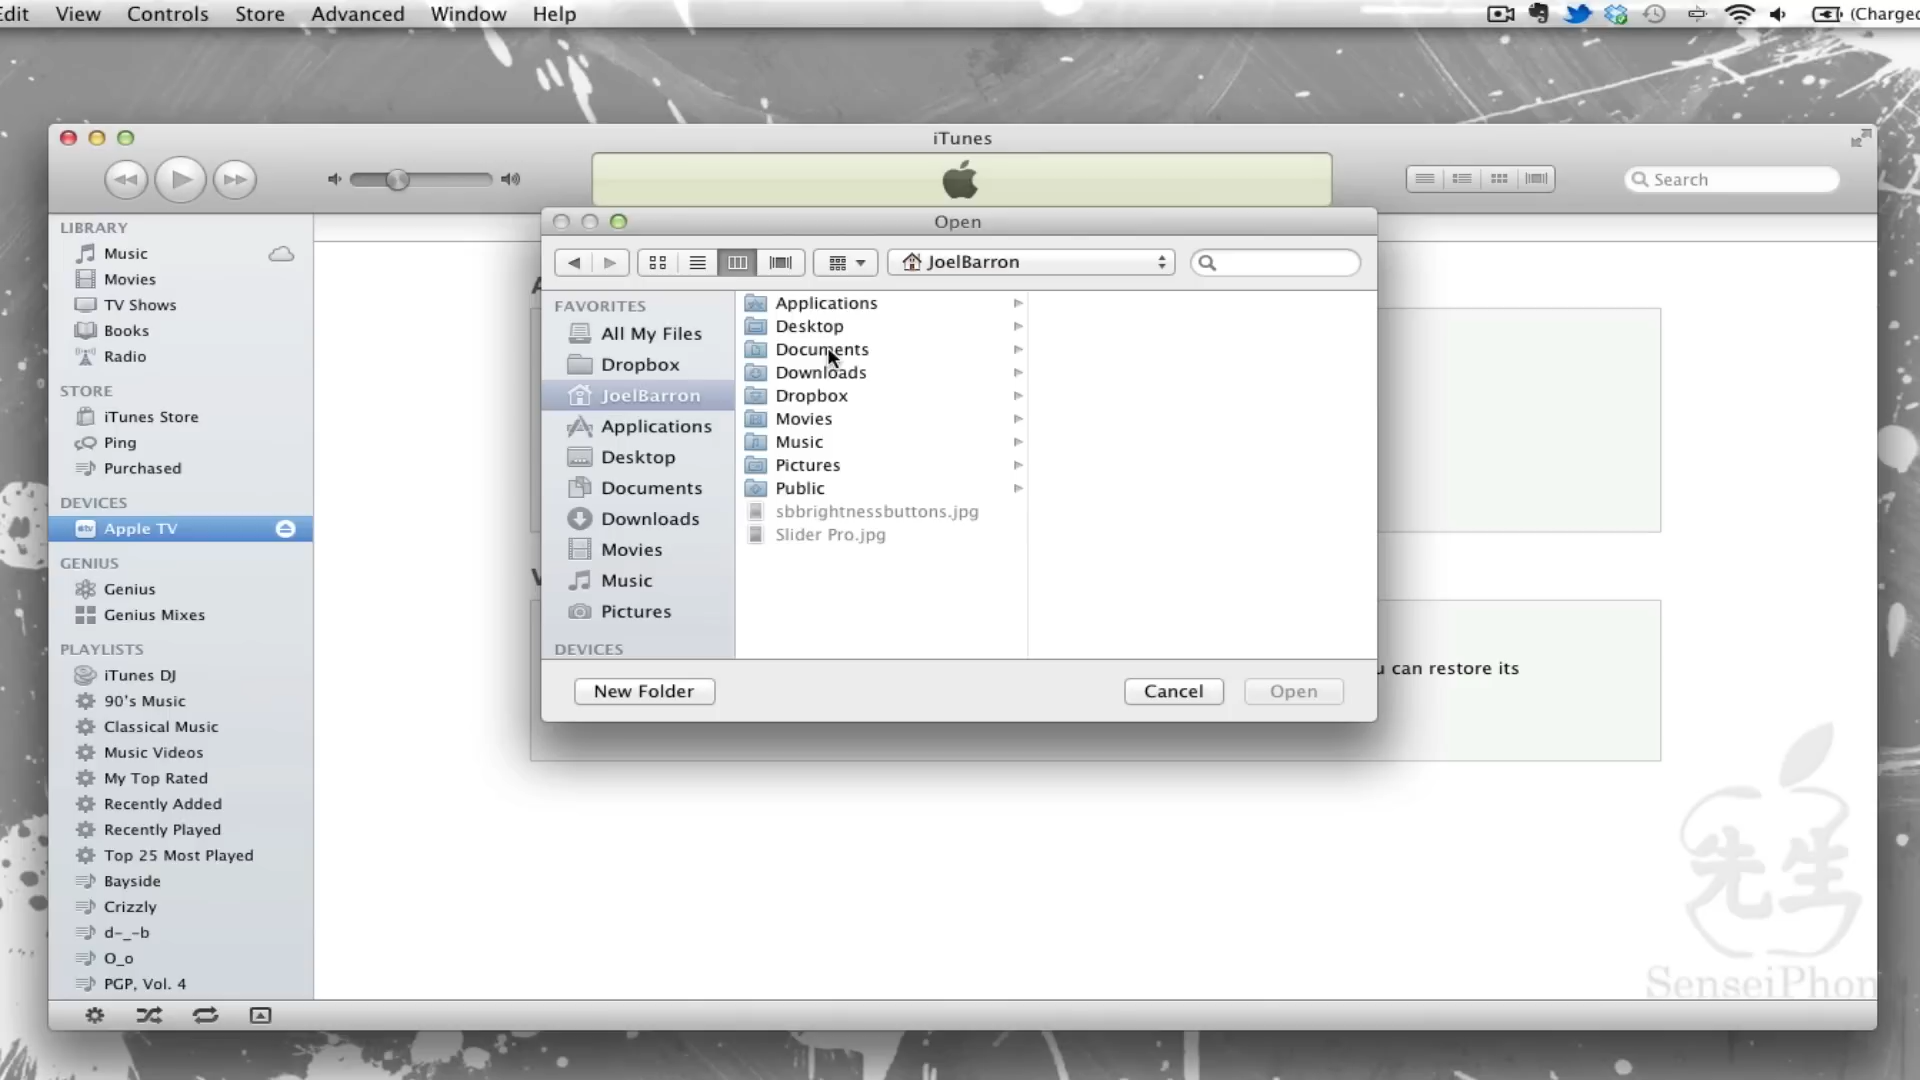 Edit View Controls Store Advanced Window Help
(Charged
iTunes
Search
LIBRARY
Music
Movies
TV Shows
Books
Radio
STORE
iTunes Store
Ping
Purchased
DEVICES
Apple TV
GENIUS
Genius
Genius Mixes
PLAYLISTS
iTunes DJ
90's Music
Classical Music
Music Videos
My Top Rated
Recently Added
Recently Played
Top 25 Most Played
Bayside
Crizzly
d-_-b
O_o
PGP, Vol. 4
Open
JoelBarron
FAVORITES
All My Files
Dropbox
JoelBarron
Applications
Desktop
Documents
Downloads
Movies
Music
Pictures
DEVICES
Applications
Desktop
Documents
Downloads
Dropbox
Movies
Music
Pictures
Public
sbbrightnessbuttons.jpg
Slider Pro.jpg
New Folder
Cancel
Open
can restore its
先生
SenseiPhon